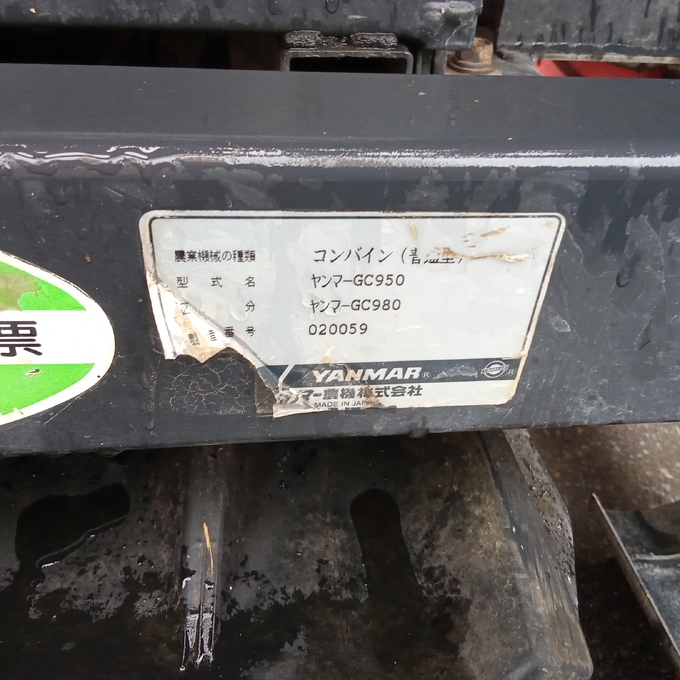 農業機械の種類 コンバイン(普通型)
型式名 ヤンマーGC950
区分 ヤンマーGC980
製造番号 020059
YANMAR®
ヤンマー農機株式会社
MADE IN JAPAN
票